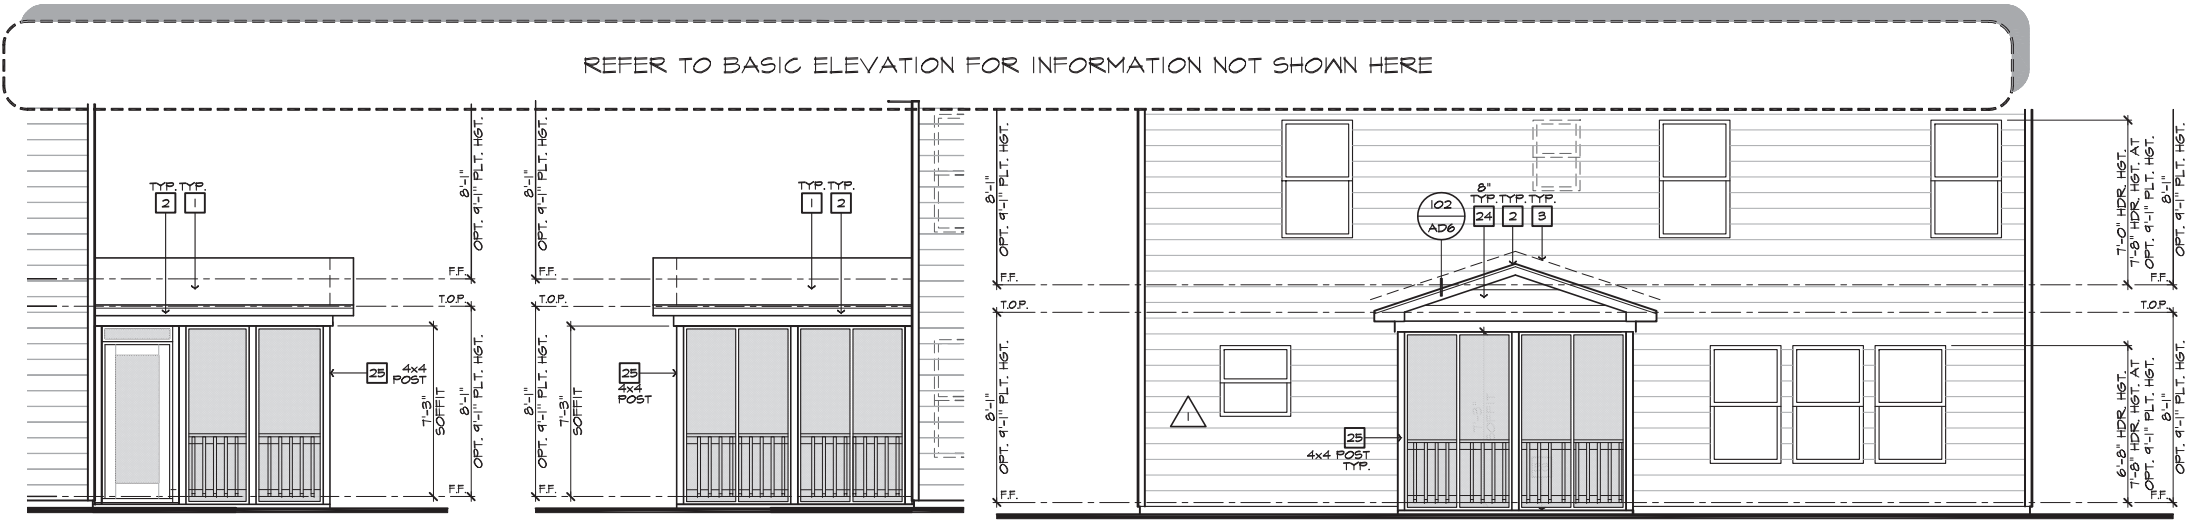 REFER TO BASIC ELEVATION FOR INFORMATION NOT SHOWN HERE
TYP. TYP.
2 1
8'-1"
OPT. 9'-1" PLT. HGT.
F.F.
T.O.P.
25 4x4
POST
7'-3"
SOFFIT
8'-1"
OPT. 9'-1" PLT. HGT.
F.F.
8'-1"
OPT. 9'-1" PLT. HGT.
TYP. TYP.
1 2
F.F.
T.O.P.
25
4x4
POST
8'-1"
OPT. 9'-1" PLT. HGT.
7'-3"
SOFFIT
F.F.
8'-1"
OPT. 9'-1" PLT. HGT.
102
AD6
8"
TYP. TYP. TYP.
24 2 3
F.F.
T.O.P.
8'-1"
OPT. 9'-1" PLT. HGT.
1
25
4x4 POST
TYP.
7'-3"
SOFFIT
F.F.
7'-0" HDR. HGT.
7'-8" HDR. HGT. AT
OPT. 9'-1" PLT. HGT.
8'-1"
OPT. 9'-1" PLT. HGT.
F.F.
T.O.P.
6'-8" HDR. HGT.
7'-8" HDR. HGT. AT
OPT. 9'-1" PLT. HGT.
8'-1"
OPT. 9'-1" PLT. HGT.
F.F.